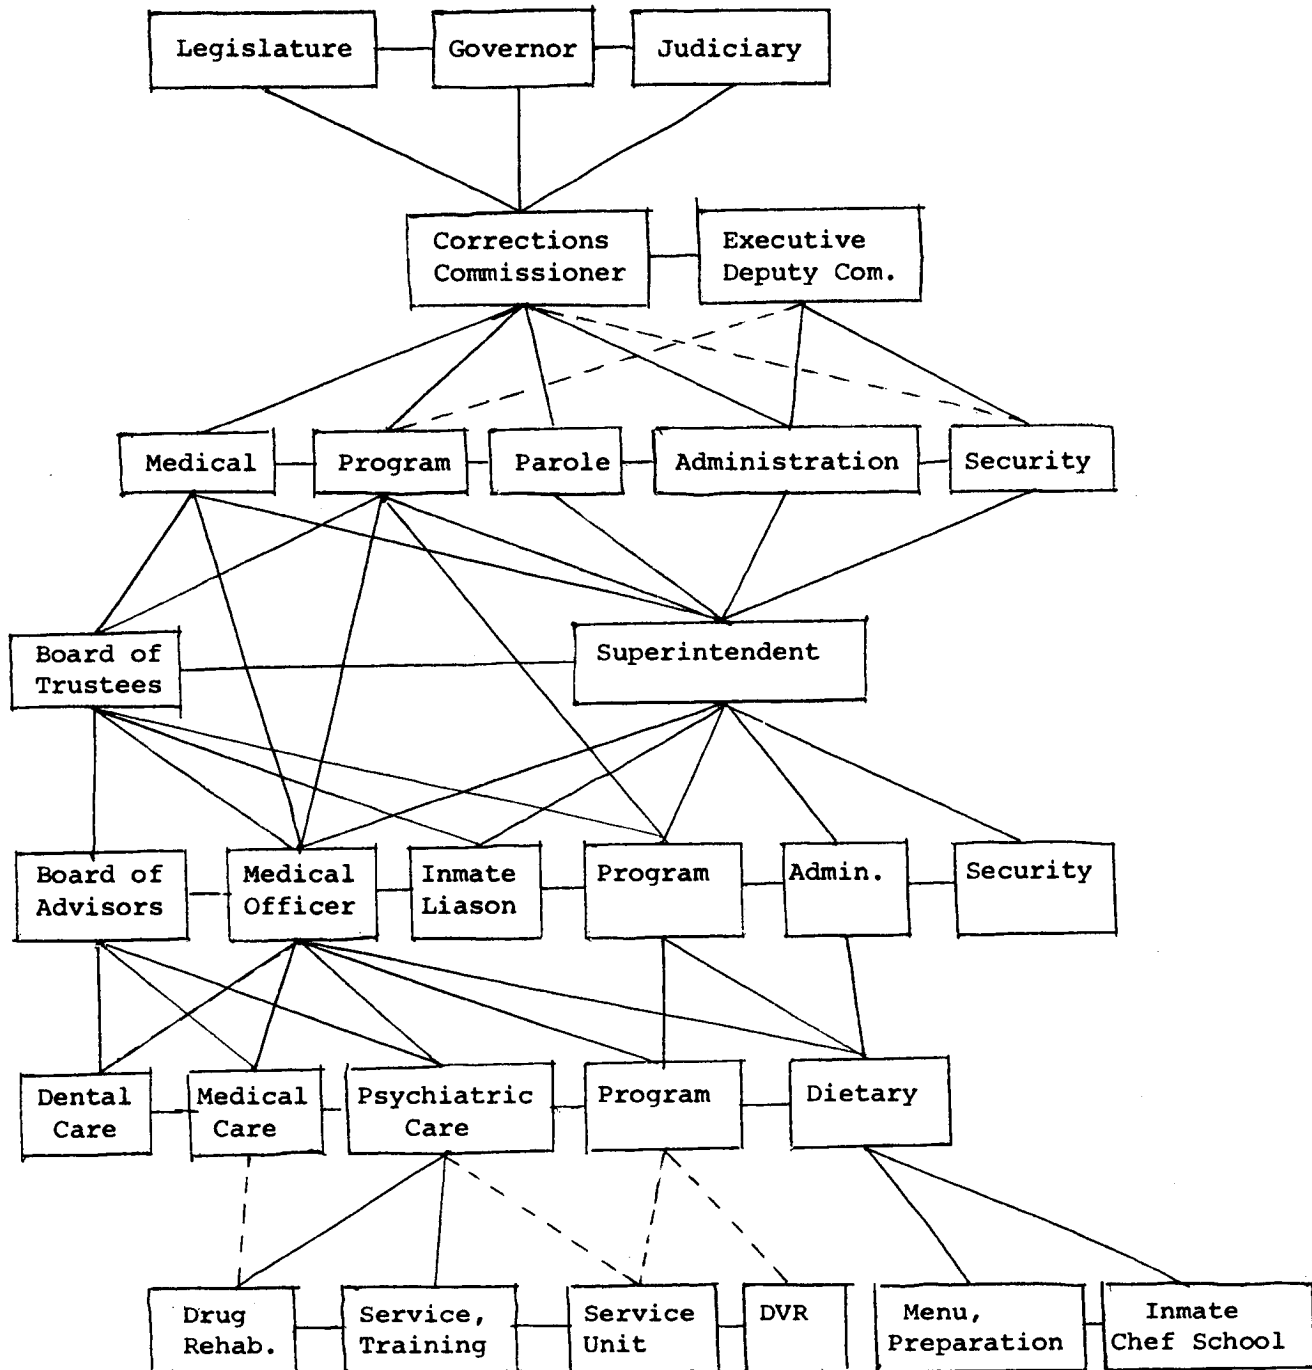 Legislature
Governor
Judiciary
Corrections
Commissioner
Executive
Deputy Com.
Medical
Program
Parole
Administration
Security
Board of
Trustees
Superintendent
Board of
Advisors
Medical
Officer
Inmate
Liason
Program
Admin.
Security
Dental
Care
Medical
Care
Psychiatric
Care
Program
Dietary
Drug
Rehab.
Service,
Training
Service
Unit
DVR
Menu,
Preparation
Inmate
Chef School